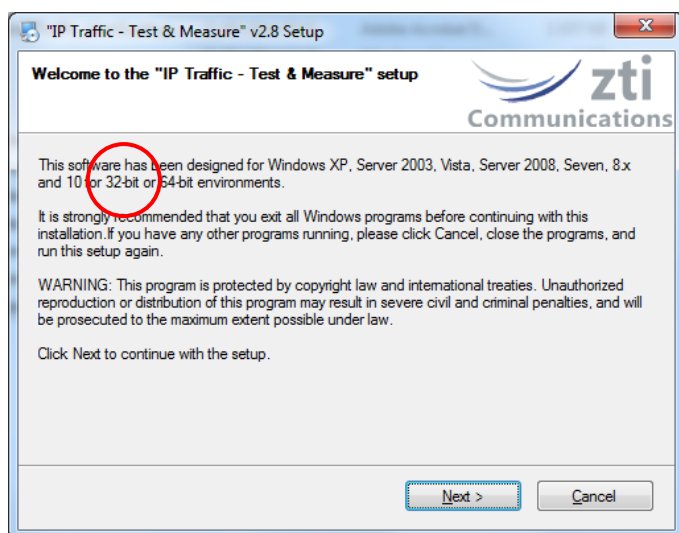 "IP Traffic - Test & Measure" v2.8 Setup
Welcome to the "IP Traffic - Test & Measure" setup
zti
Communications
This software has been designed for Windows XP, Server 2003, Vista, Server 2008, Seven, 8.x
and 10 for 32-bit or 64-bit environments.
It is strongly recommended that you exit all Windows programs before continuing with this
installation.If you have any other programs running, please click Cancel, close the programs, and
run this setup again.
WARNING: This program is protected by copyright law and international treaties. Unauthorized
reproduction or distribution of this program may result in severe civil and criminal penalties, and will
be prosecuted to the maximum extent possible under law.
Click Next to continue with the setup.
Next >
Cancel